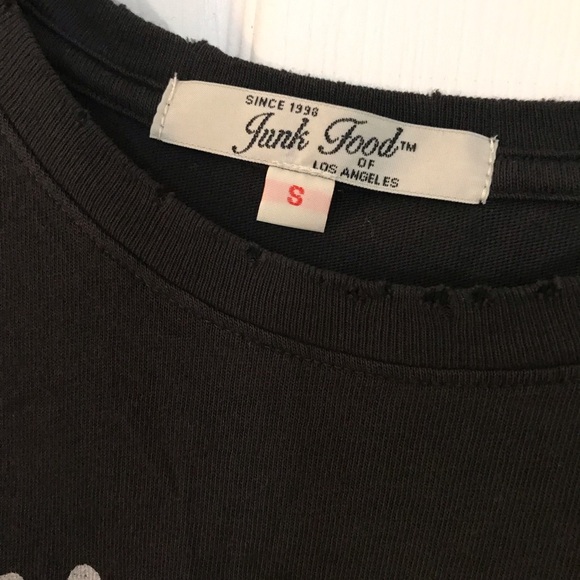 SINCE 1998
Junk Food™
OF
LOS ANGELES
S